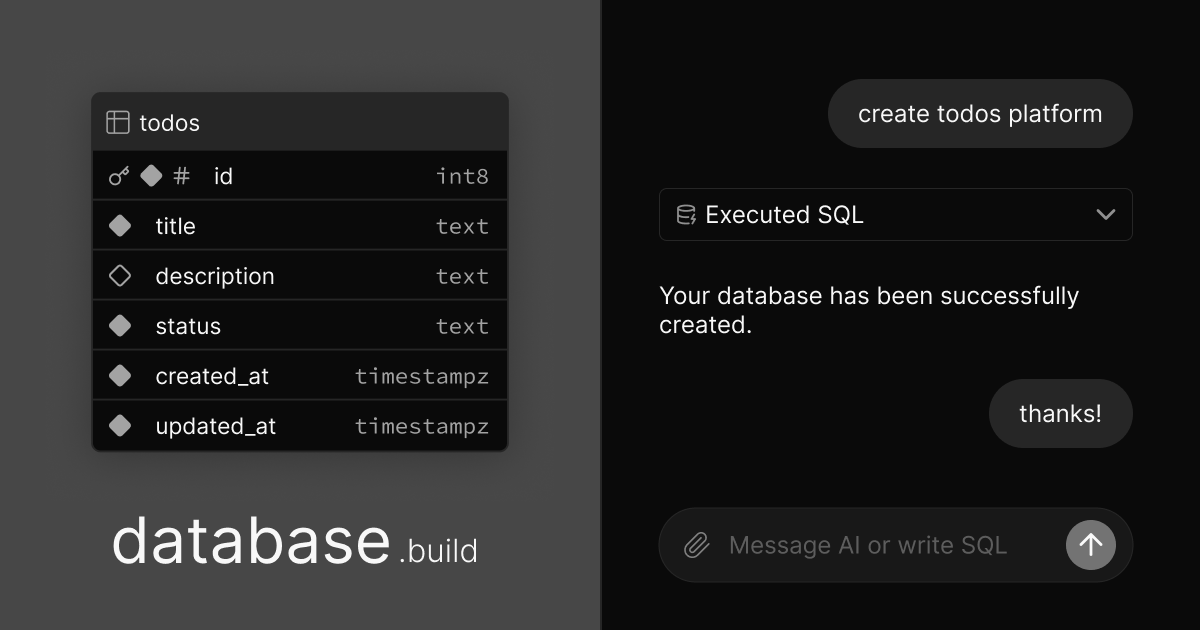 todos
# id int8
title text
description text
status text
created_at timestampz
updated_at timestampz
database.build
create todos platform
Executed SQL
Your database has been successfully
created.
thanks!
Message AI or write SQL